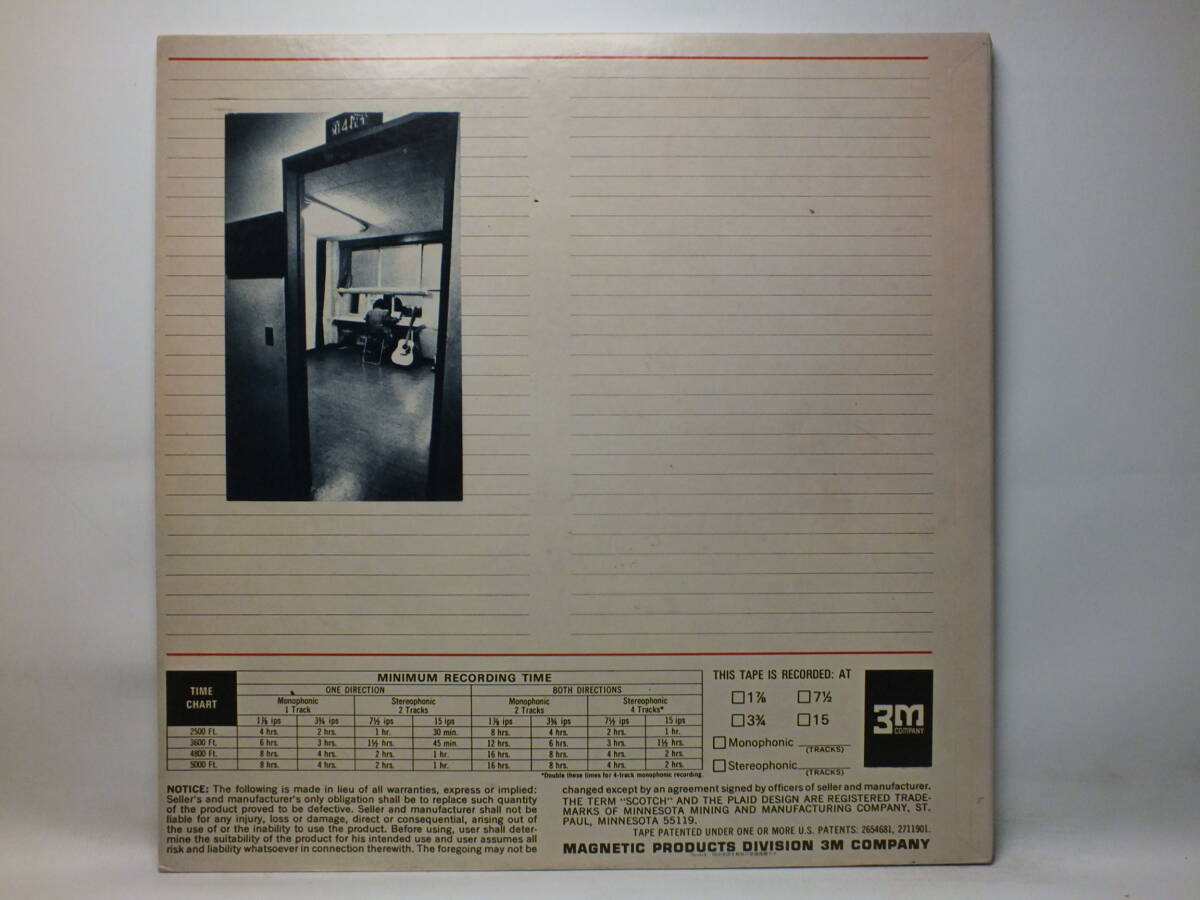 TIME
CHART
MINIMUM RECORDING TIME
ONE DIRECTION BOTH DIRECTIONS
Monophonic Stereophonic Monophonic Stereophonic
1 Track 2 Tracks 2 Tracks 4 Tracks*
1⅞ ips 3¾ ips 7½ ips 15 ips 1⅞ ips 3¾ ips 7½ ips 15 ips
2500 FT. 4 hrs. 2 hrs. 1 hr. 30 min. 8 hrs. 4 hrs. 2 hrs. 1 hr.
3600 FT. 6 hrs. 3 hrs. 1½ hrs. 45 min. 12 hrs. 6 hrs. 3 hrs. 1½ hrs.
4800 FT. 8 hrs. 4 hrs. 2 hrs. 1 hr. 16 hrs. 8 hrs. 4 hrs. 2 hrs.
5000 FT. 8 hrs. 4 hrs. 2 hrs. 1 hr. 16 hrs. 8 hrs. 4 hrs. 2 hrs.
*Double these times for 4-track monophonic recording.
THIS TAPE IS RECORDED: AT
1⅞ 7½
3¾ 15
Monophonic
(TRACKS)
Stereophonic
(TRACKS)
3M
COMPANY
NOTICE: The following is made in lieu of all warranties, express or implied:
Seller's and manufacturer's only obligation shall be to replace such quantity
of the product proved to be defective. Seller and manufacturer shall not be
liable for any injury, loss or damage, direct or consequential, arising out of
the use of or the inability to use the product. Before using, user shall deter-
mine the suitability of the product for his intended use and user assumes all
risk and liability whatsoever in connection therewith. The foregoing may not be
changed except by an agreement signed by officers of seller and manufacturer.
THE TERM "SCOTCH" AND THE PLAID DESIGN ARE REGISTERED TRADE-
MARKS OF MINNESOTA MINING AND MANUFACTURING COMPANY, ST.
PAUL, MINNESOTA 55119.
TAPE PATENTED UNDER ONE OR MORE U.S. PATENTS: 2654681, 2711901.
MAGNETIC PRODUCTS DIVISION 3M COMPANY